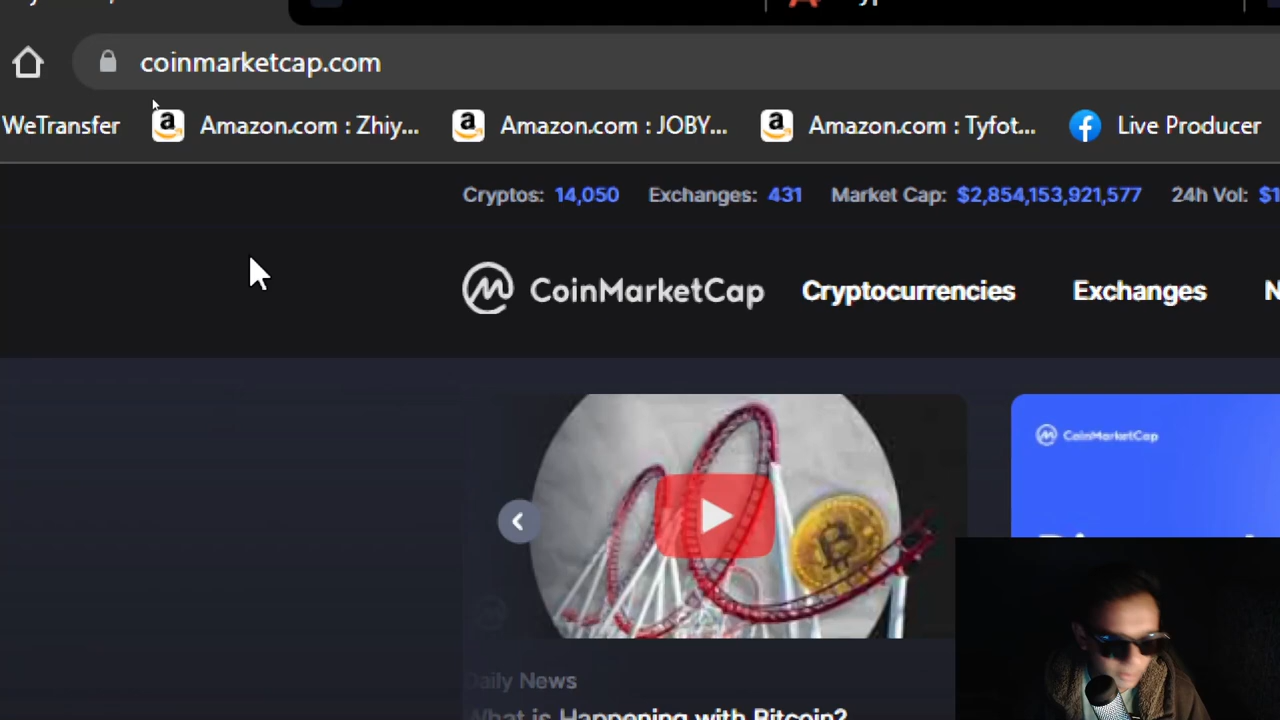 coinmarketcap.com
WeTransfer Amazon.com : Zhiy... Amazon.com : JOBY... Amazon.com : Tyfot... Live Producer
Cryptos: 14,050 Exchanges: 431 Market Cap: $2,854,153,921,577 24h Vol: $1
CoinMarketCap Cryptocurrencies Exchanges N
CoinMarketCap
Daily News
What is Happening with Bitcoin?